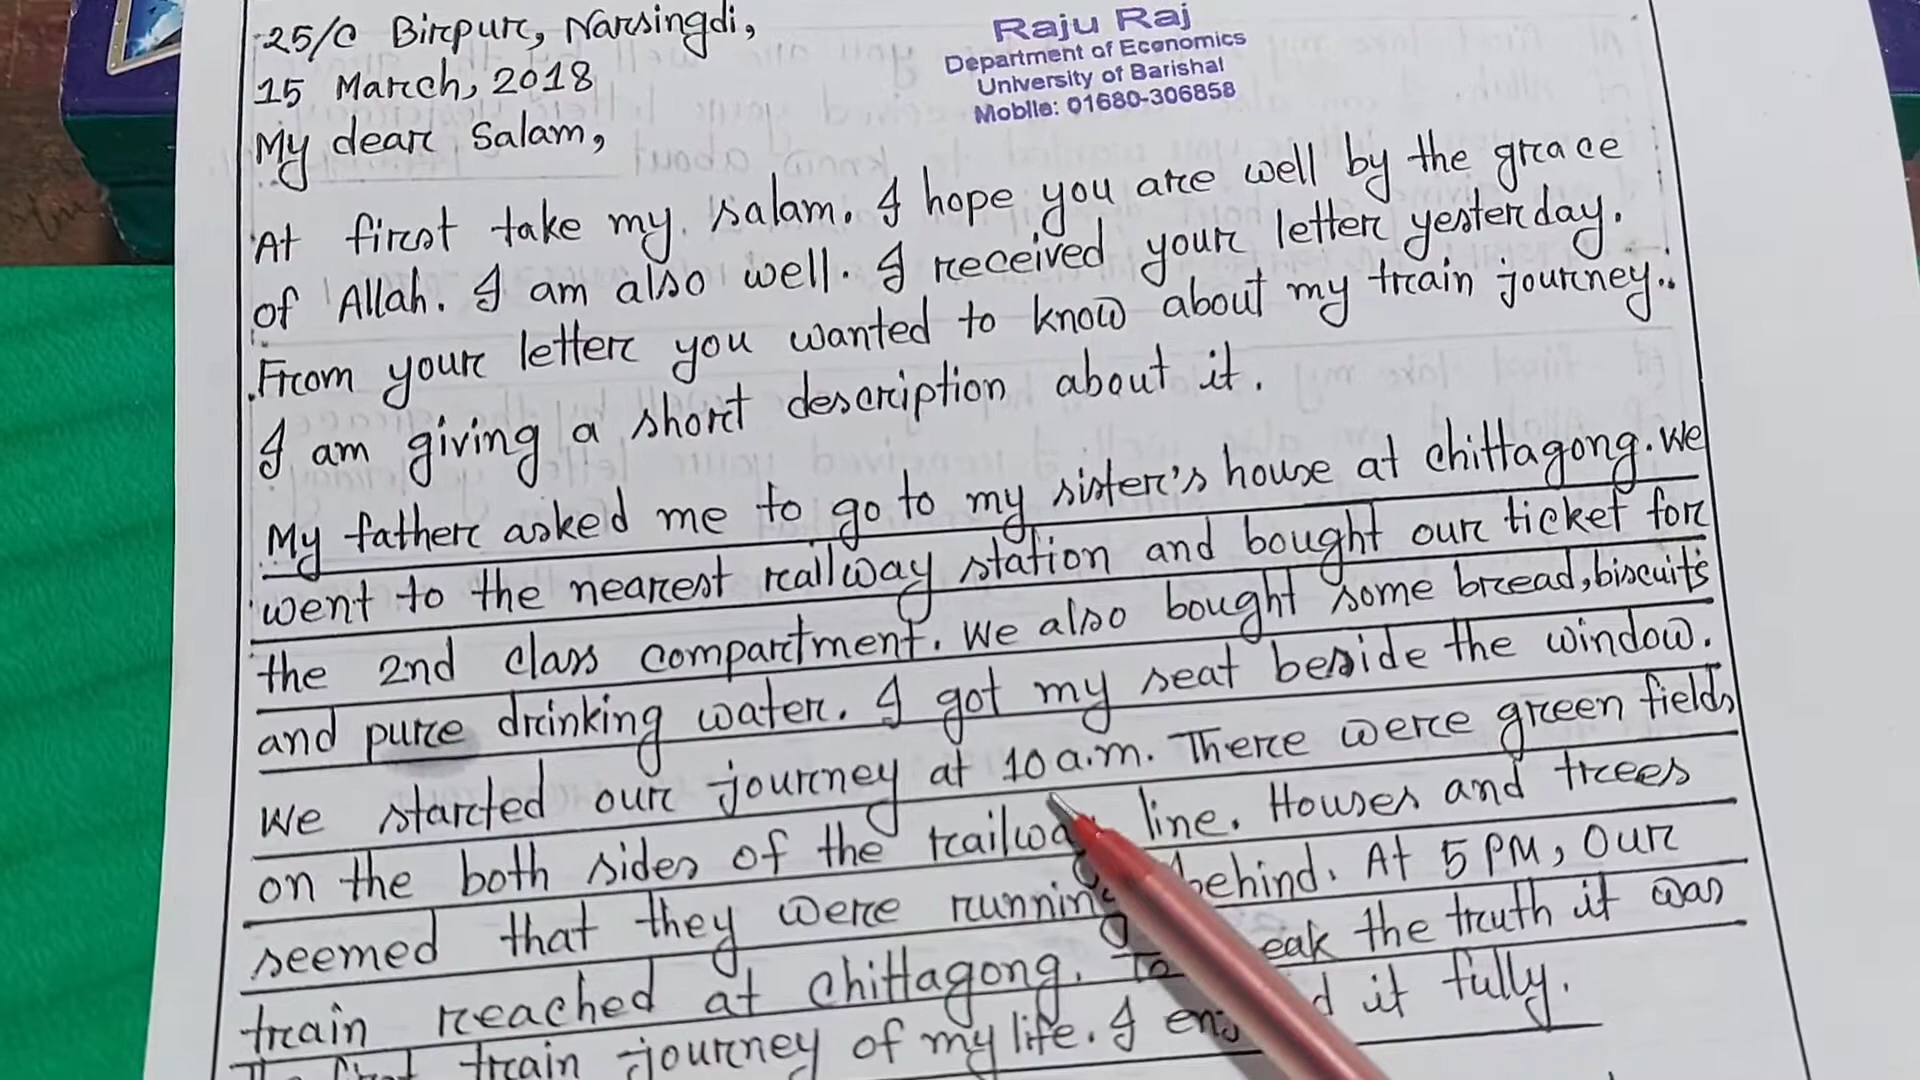 25/C Birpur, Narsingdi,
15 March, 2018
My dear Salam,
Raju Raj
Department of Economics
University of Barishal
Mobile: 01680-306858
At first take my salam. I hope you are well by the grace
of Allah. I am also well. I received your letter yesterday.
From your letter you wanted to know about my train journey..
I am giving a short description about it.
My father asked me to go to my sister's house at chittagong. We
went to the nearest railway station and bought our ticket for
the 2nd class compartment. We also bought some bread, biscuits
and pure drinking water. I got my seat beside the window.
We started our journey at 10 a.m. There were green fields
on the both sides of the railway line. Houses and trees
seemed that they were running behind. At 5 PM, our
train reached at chittagong. To eak the truth it was
train journey of my life. I en d it fully.